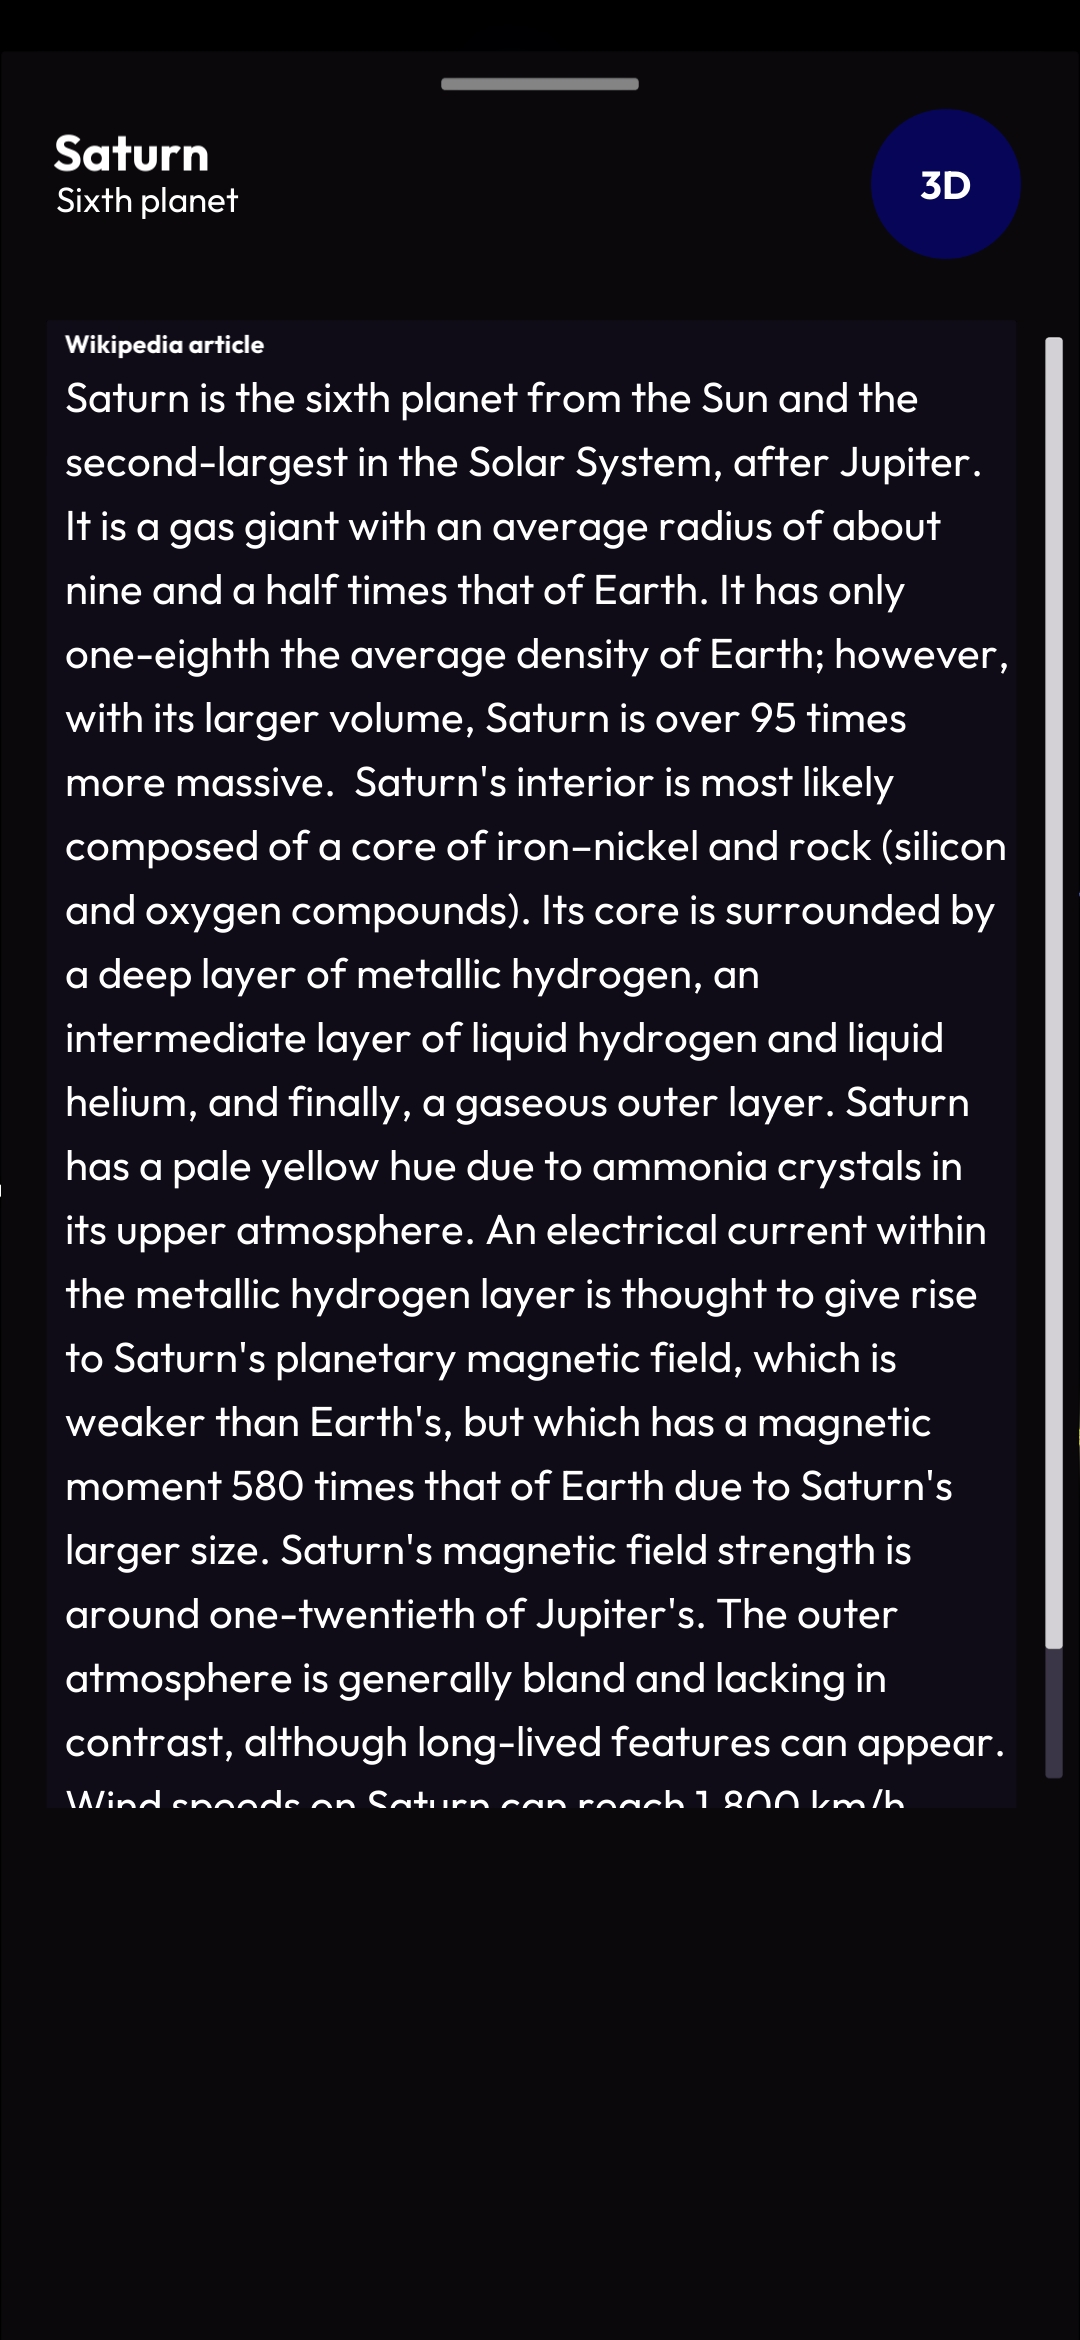 Saturn
Sixth planet
3D
Wikipedia article
Saturn is the sixth planet from the Sun and the
second-largest in the Solar System, after Jupiter.
It is a gas giant with an average radius of about
nine and a half times that of Earth. It has only
one-eighth the average density of Earth; however,
with its larger volume, Saturn is over 95 times
more massive.  Saturn's interior is most likely
composed of a core of iron–nickel and rock (silicon
and oxygen compounds). Its core is surrounded by
a deep layer of metallic hydrogen, an
intermediate layer of liquid hydrogen and liquid
helium, and finally, a gaseous outer layer. Saturn
has a pale yellow hue due to ammonia crystals in
its upper atmosphere. An electrical current within
the metallic hydrogen layer is thought to give rise
to Saturn's planetary magnetic field, which is
weaker than Earth's, but which has a magnetic
moment 580 times that of Earth due to Saturn's
larger size. Saturn's magnetic field strength is
around one-twentieth of Jupiter's. The outer
atmosphere is generally bland and lacking in
contrast, although long-lived features can appear.
Wind speeds on Saturn can reach 1,800 km/h